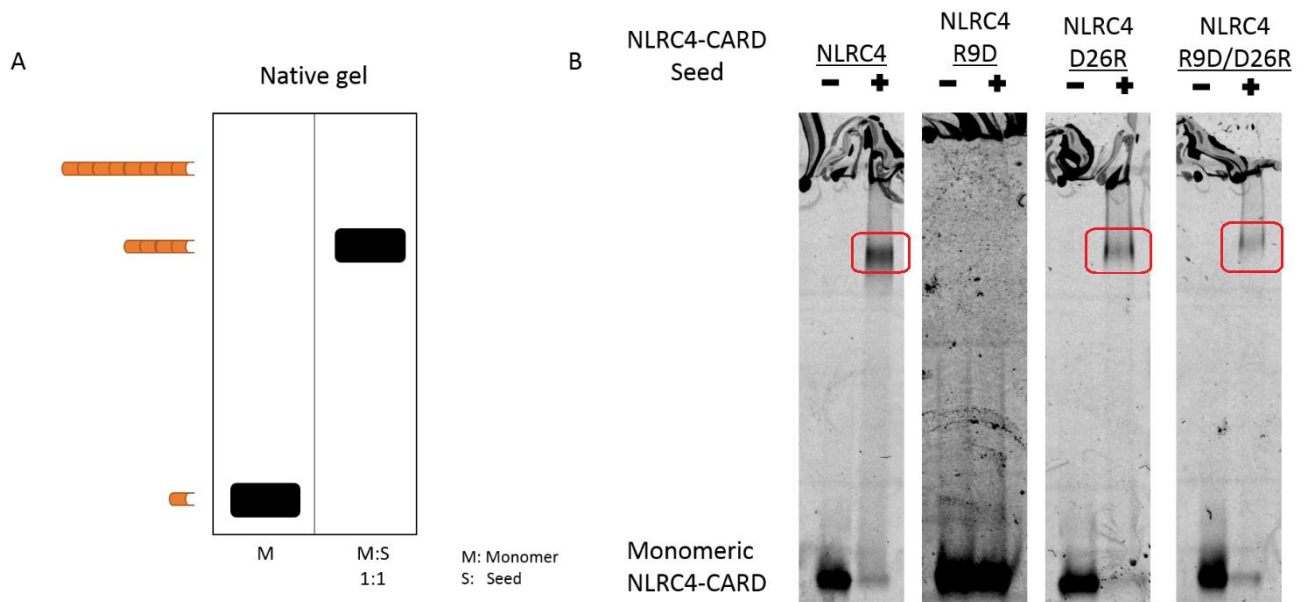 A
Native gel
M
M:S
1:1
M: Monomer
S: Seed
B
NLRC4-CARD
Seed
NLRC4
NLRC4
R9D
NLRC4
D26R
NLRC4
R9D/D26R
- +
- +
- +
- +
Monomeric
NLRC4-CARD